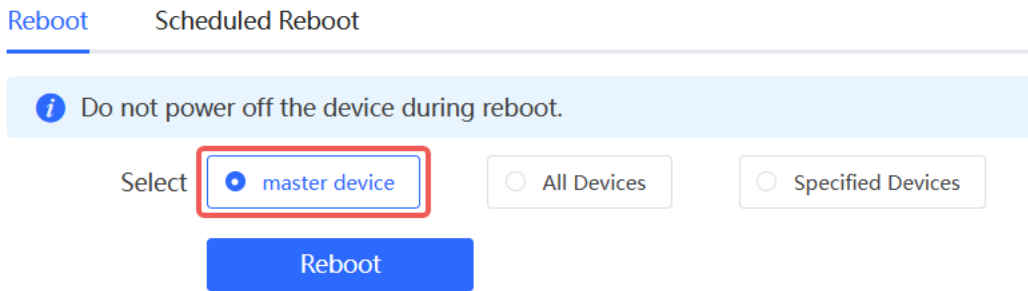 Reboot Scheduled Reboot
Do not power off the device during reboot.
Select master device All Devices Specified Devices
Reboot